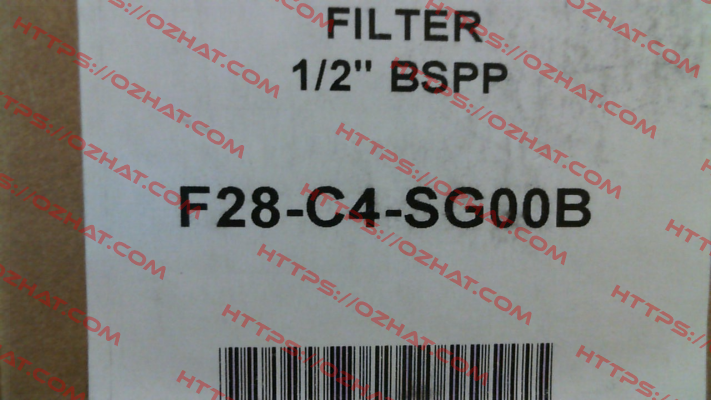 FILTER
1/2" BSPP
F28-C4-SG00B
HTTPS://OZHAT.COM